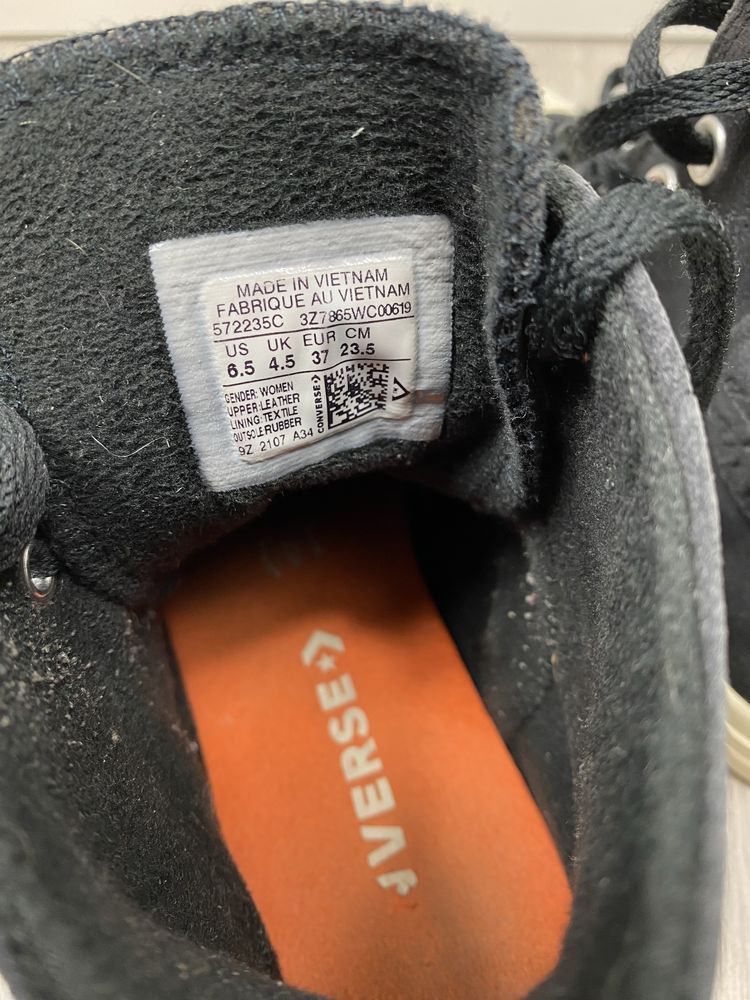 MADE IN VIETNAM
FABRIQUE AU VIETNAM
572235C 3Z7865WC00619
US UK EUR CM
6.5 4.5 37 23.5
GENDER: WOMEN
UPPER: LEATHER
LINING: TEXTILE
OUTSOLE: RUBBER
9Z 2107 A34
CONVERSE
VERSE